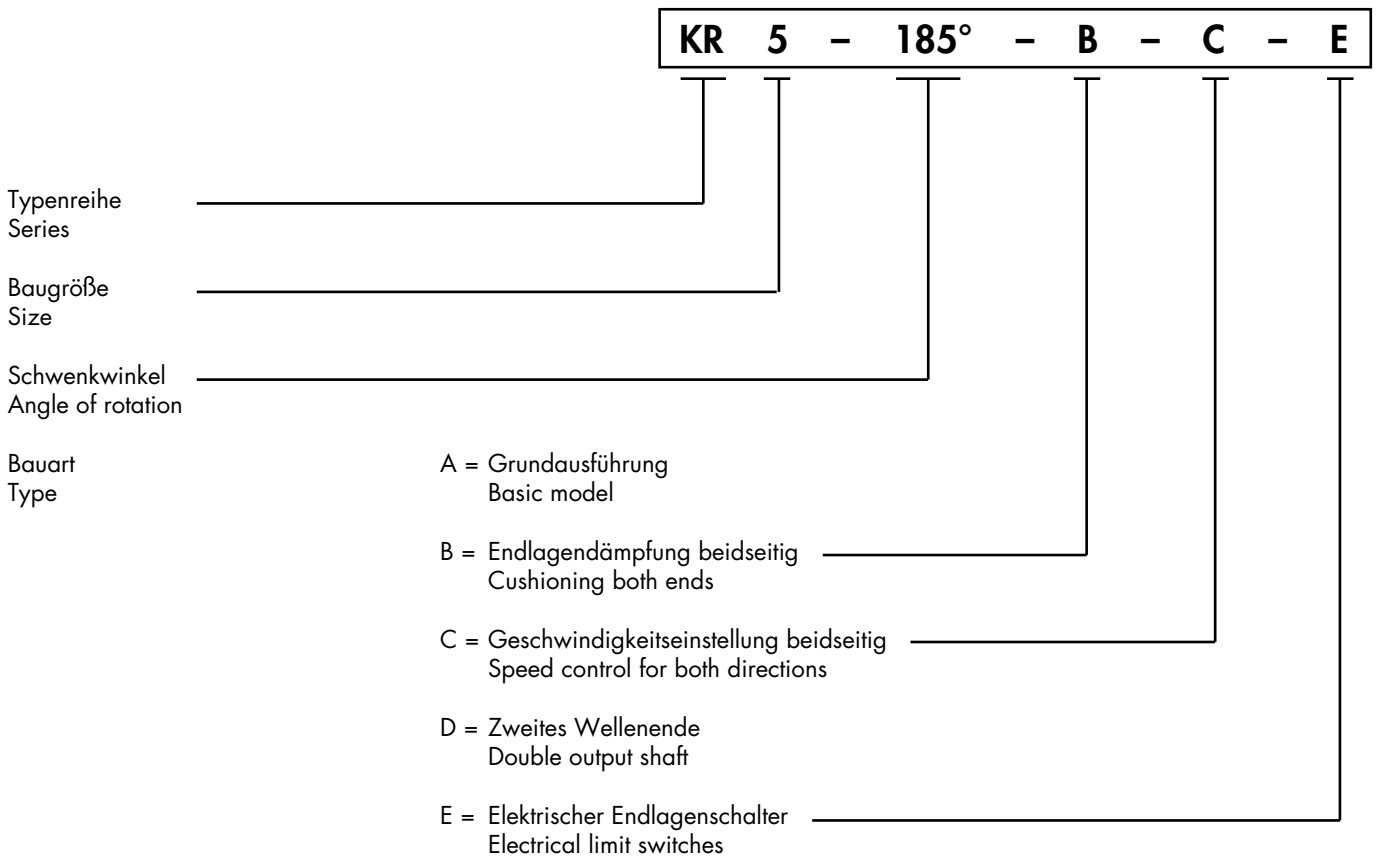 KR 5 – 185° – B – C – E
Typenreihe
Series
Baugröße
Size
Schwenkwinkel
Angle of rotation
Bauart
Type
A = Grundausführung
Basic model
B = Endlagendämpfung beidseitig
Cushioning both ends
C = Geschwindigkeitseinstellung beidseitig
Speed control for both directions
D = Zweites Wellenende
Double output shaft
E = Elektrischer Endlagenschalter
Electrical limit switches